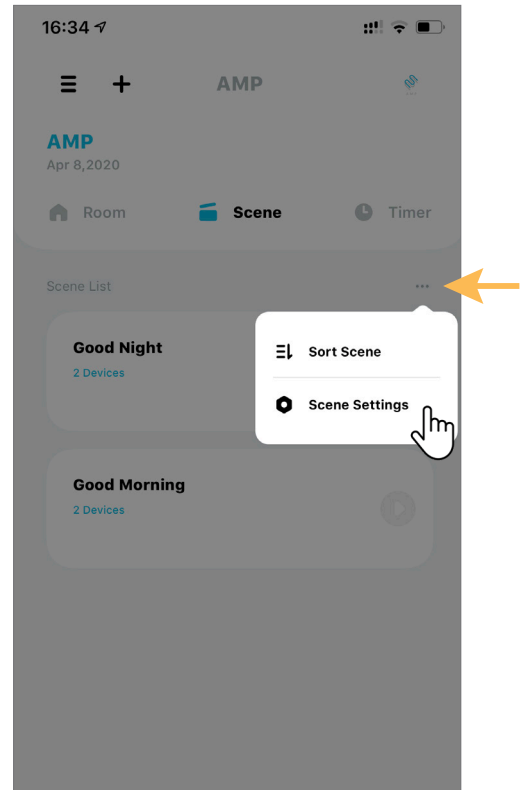 16:34
AMP
AMP
Apr 8,2020
Room
Scene
Timer
Scene List
Good Night
2 Devices
Sort Scene
Scene Settings
Good Morning
2 Devices